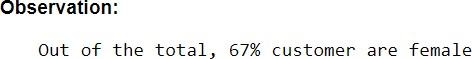 Observation:
Out of the total, 67% customer are female